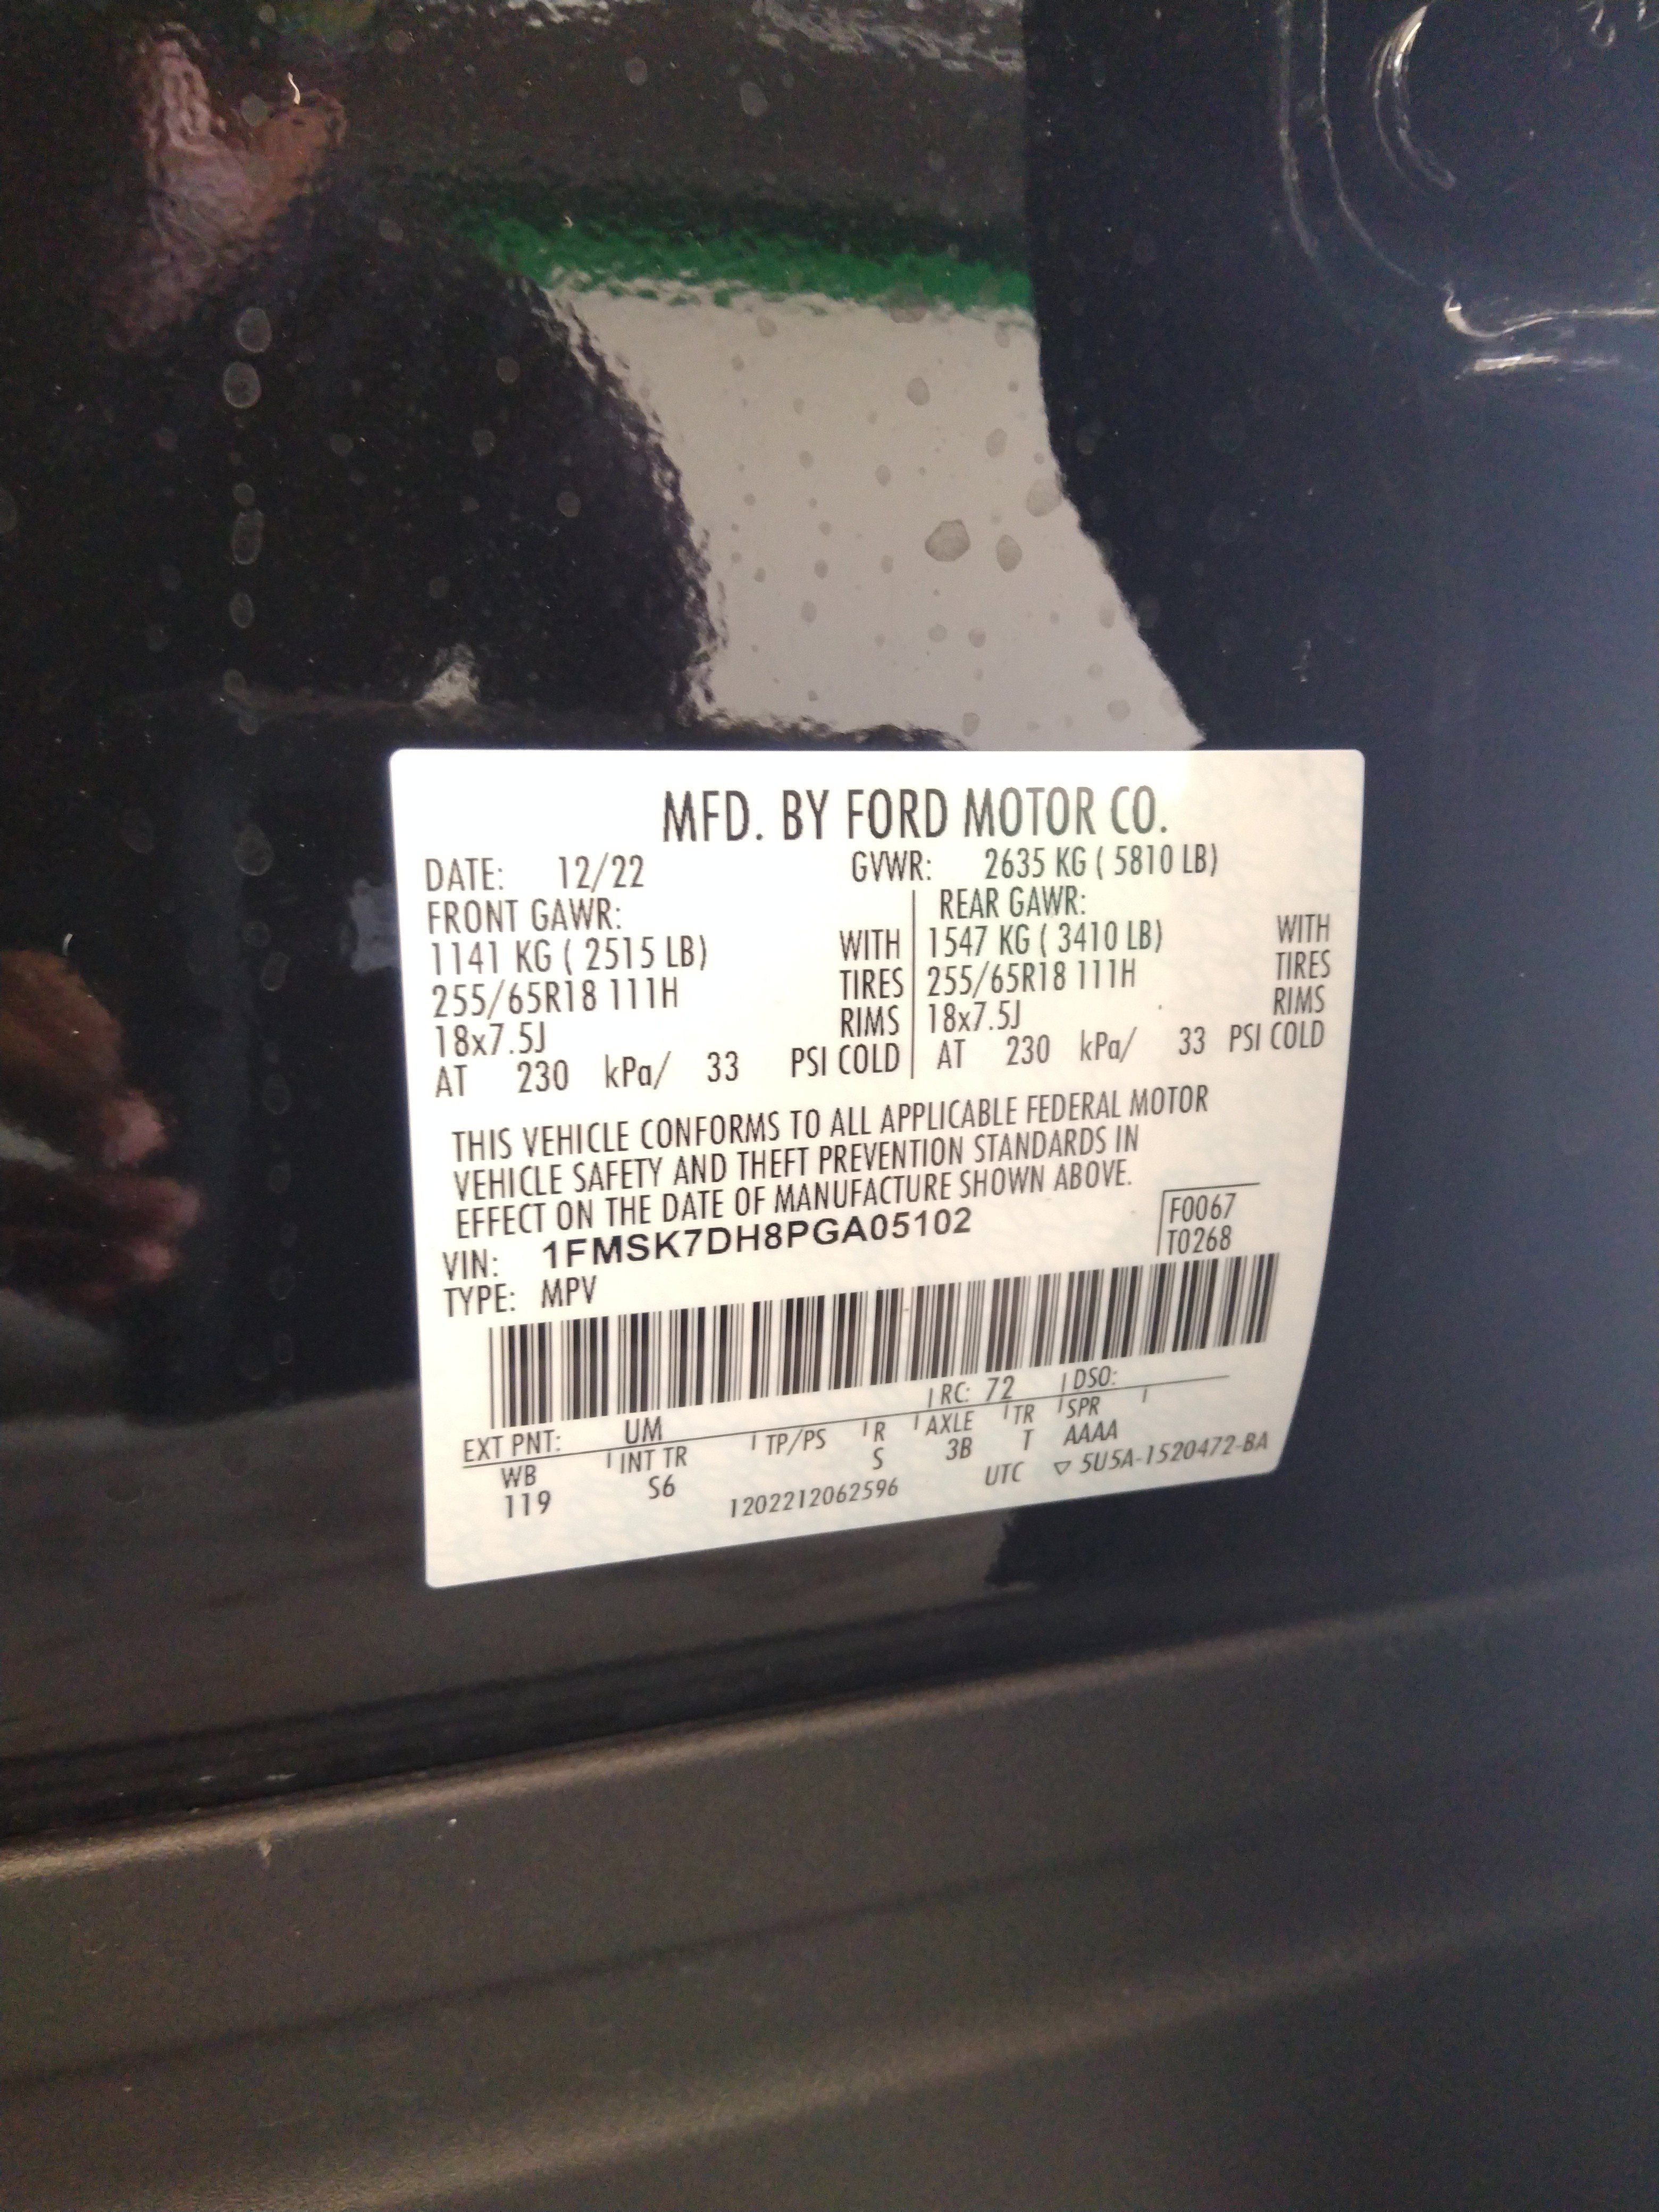 MFD. BY FORD MOTOR CO.
DATE: 12/22 GVWR: 2635 KG ( 5810 LB)
FRONT GAWR: REAR GAWR:
1141 KG ( 2515 LB) WITH 1547 KG ( 3410 LB) WITH
255/65R18 111H TIRES 255/65R18 111H TIRES
18x7.5J RIMS 18x7.5J RIMS
AT 230 kPa/ 33 PSI COLD AT 230 kPa/ 33 PSI COLD
THIS VEHICLE CONFORMS TO ALL APPLICABLE FEDERAL MOTOR
VEHICLE SAFETY AND THEFT PREVENTION STANDARDS IN
EFFECT ON THE DATE OF MANUFACTURE SHOWN ABOVE.
VIN: 1FMSK7DH8PGA05102 F0067
TYPE: MPV T0268
EXT PNT: UM RC: 72 DSO:
WB INT TR TP/PS R AXLE TR SPR
119 S6 S 3B T AAAA
1202212062596 UTC ▽ 5U5A-1520472-BA